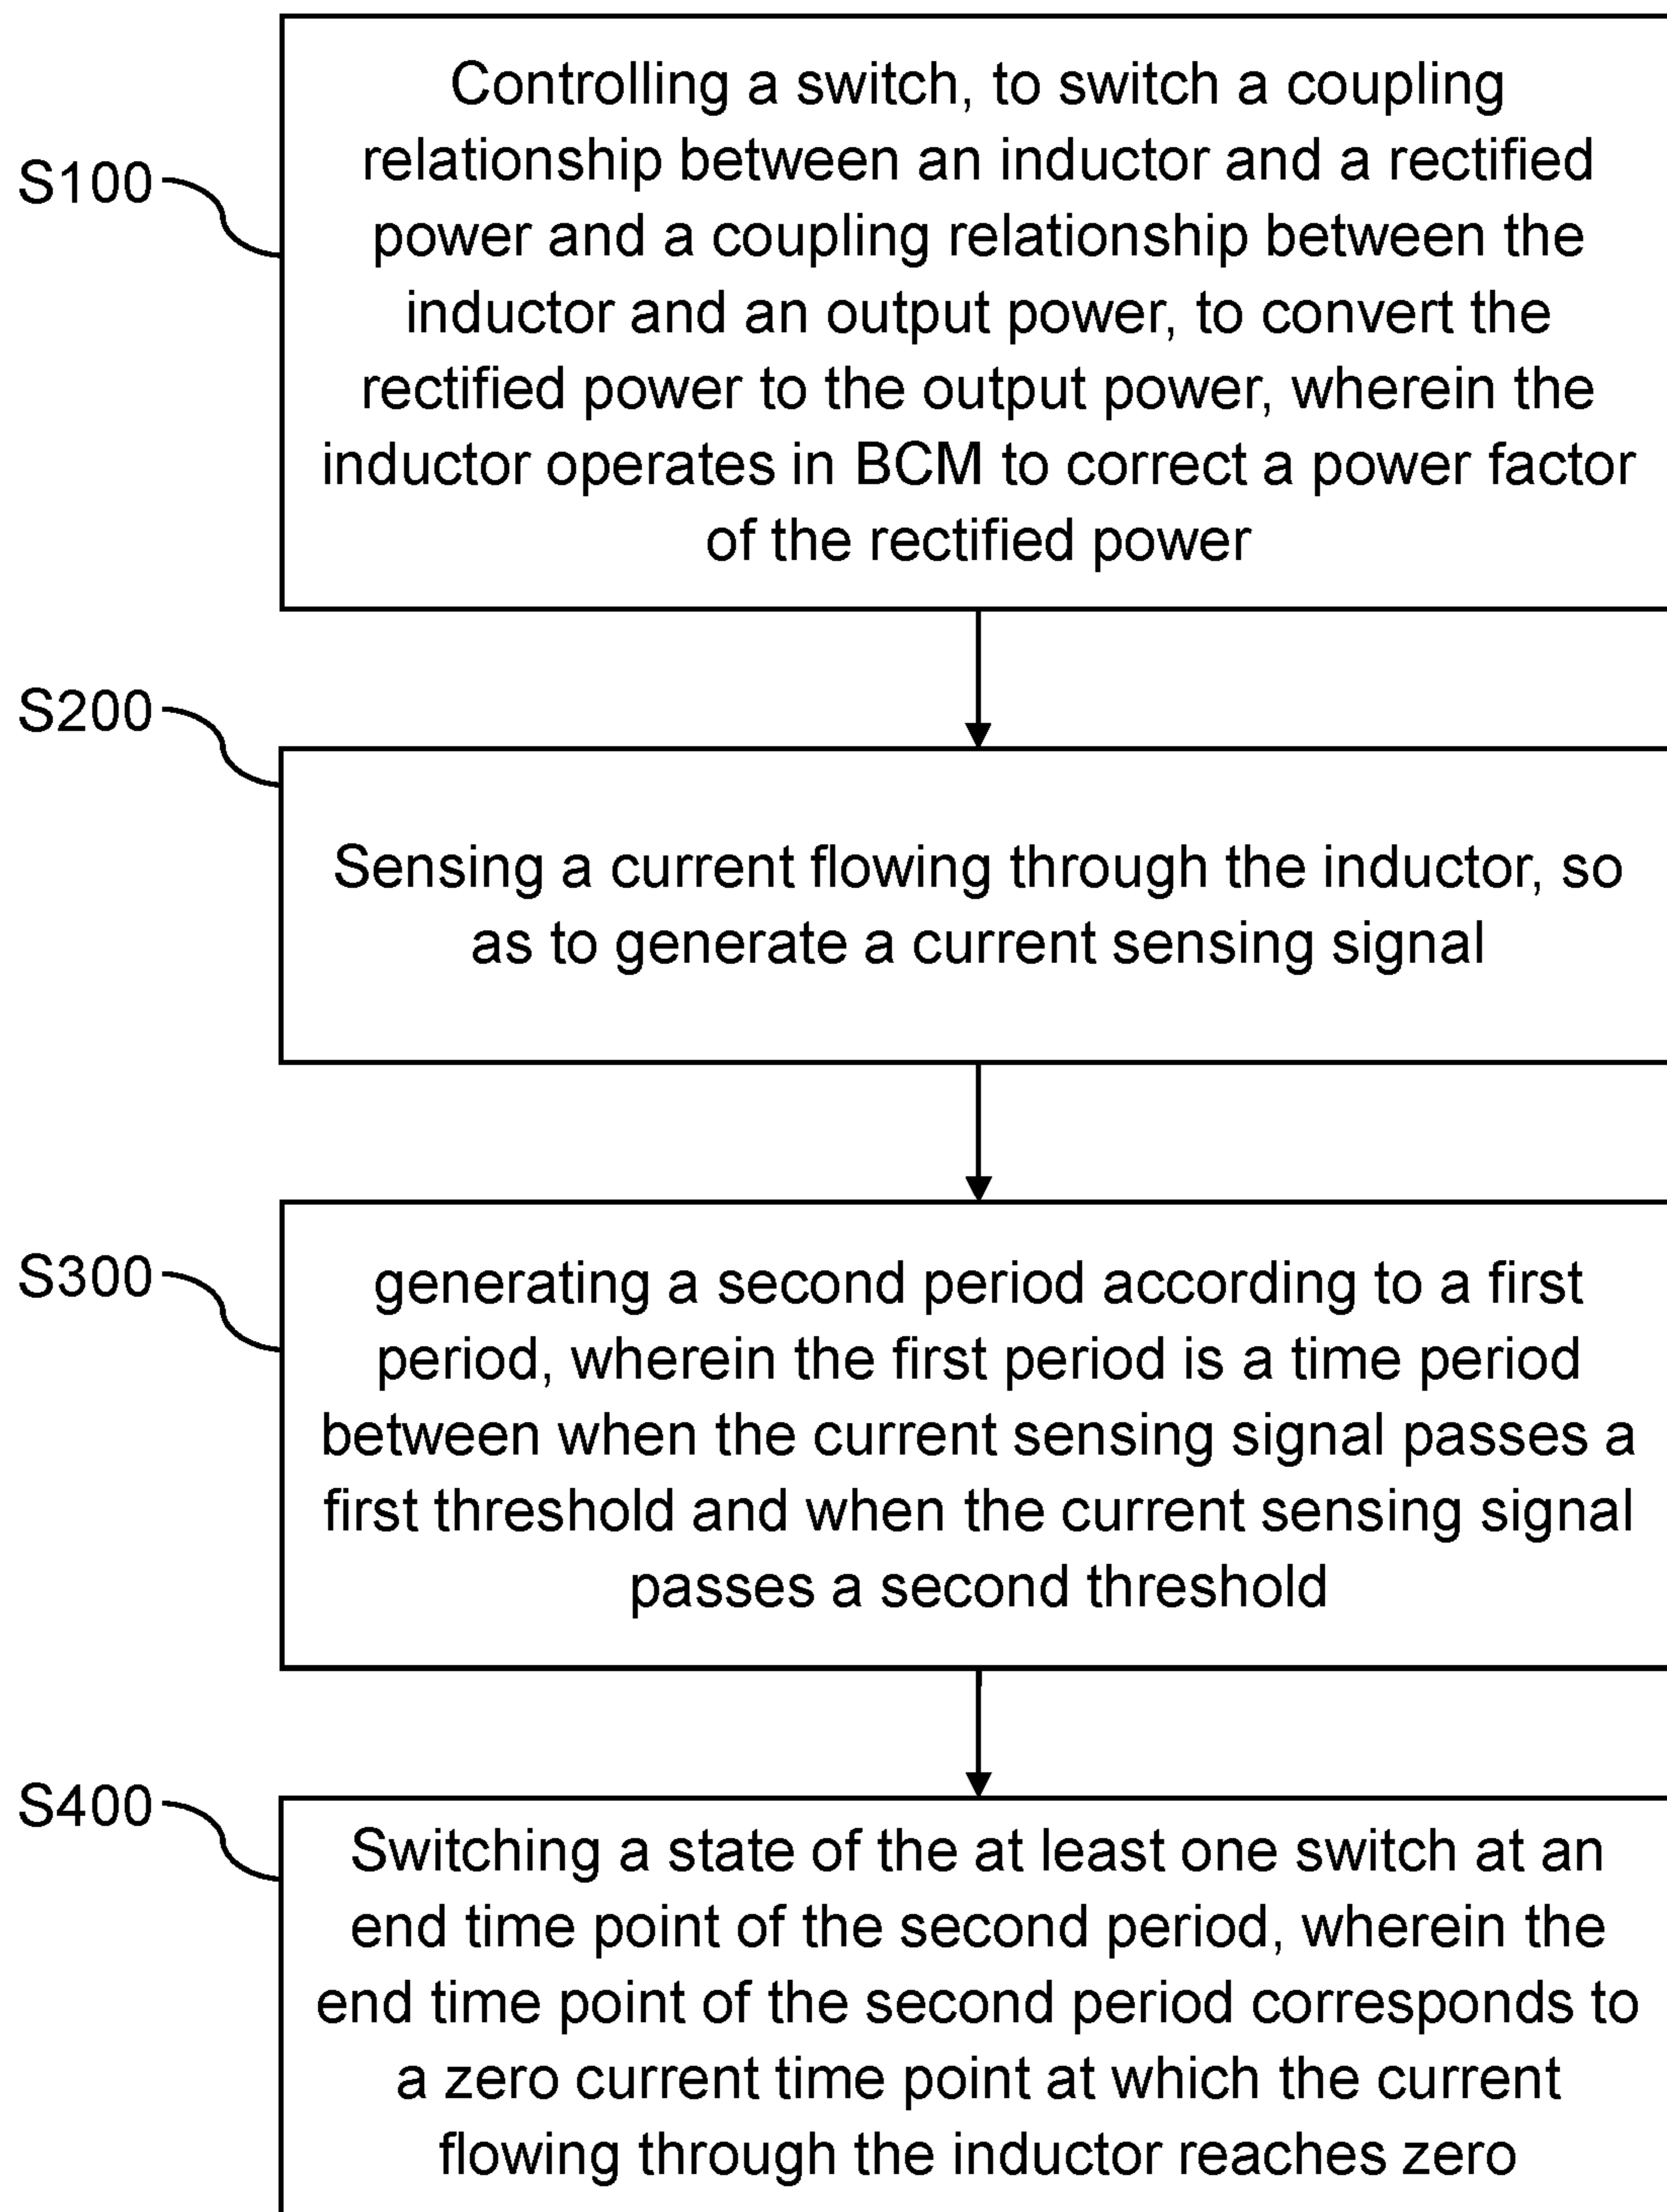 S100
Controlling a switch, to switch a coupling
relationship between an inductor and a rectified
power and a coupling relationship between the
inductor and an output power, to convert the
rectified power to the output power, wherein the
inductor operates in BCM to correct a power factor
of the rectified power
S200
Sensing a current flowing through the inductor, so
as to generate a current sensing signal
S300
generating a second period according to a first
period, wherein the first period is a time period
between when the current sensing signal passes a
first threshold and when the current sensing signal
passes a second threshold
S400
Switching a state of the at least one switch at an
end time point of the second period, wherein the
end time point of the second period corresponds to
a zero current time point at which the current
flowing through the inductor reaches zero